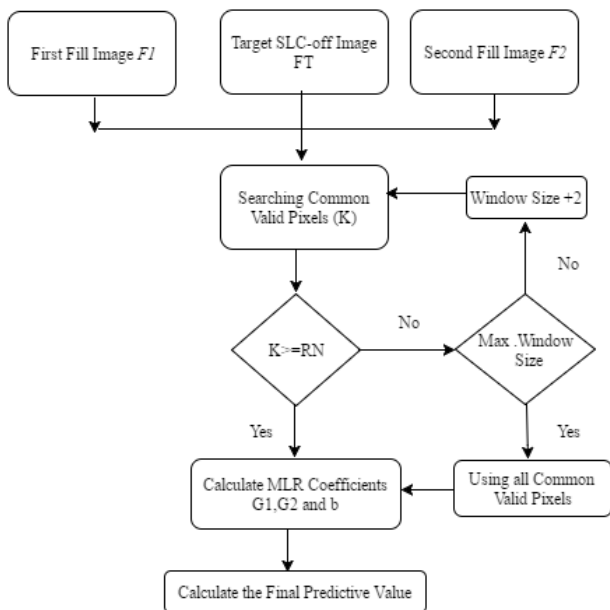 First Fill Image F1
Target SLC-off Image
FT
Second Fill Image F2
Searching Common
Valid Pixels (K)
Window Size +2
No
No
K>=RN
Max .Window
Size
Yes
Yes
Calculate MLR Coefficients
G1,G2 and b
Using all Common
Valid Pixels
Calculate the Final Predictive Value